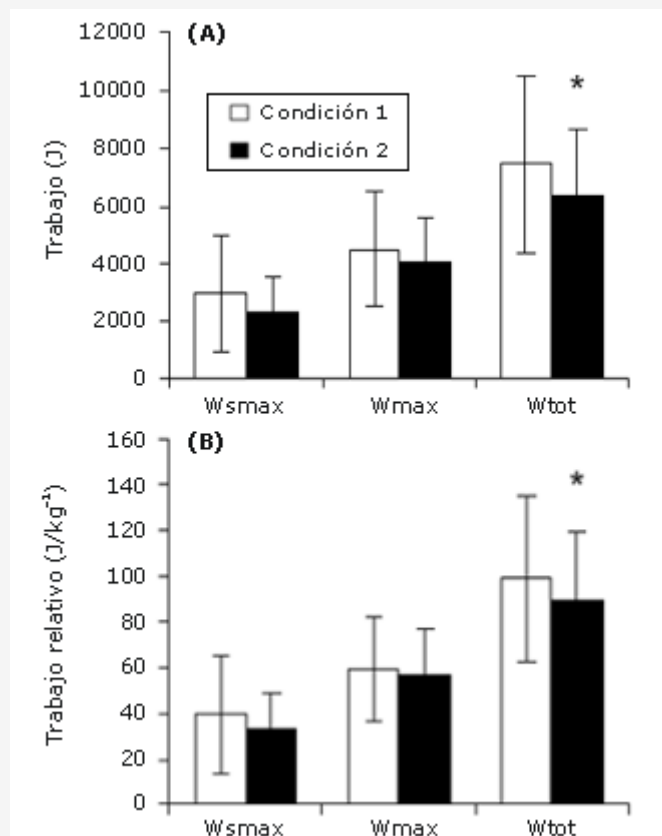 (A)
Trabajo (J)
12000
10000
8000
6000
4000
2000
0
Condición 1
Condición 2
*
Wsmax Wmax Wtot
(B)
Trabajo relativo (J/kg⁻¹)
160
140
120
100
80
60
40
20
0
*
Wsmax Wmax Wtot